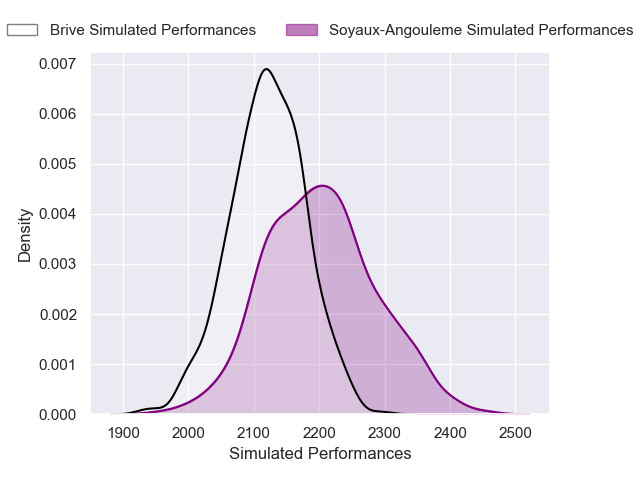 Brive Simulated Performances
Soyaux-Angouleme Simulated Performances
0.007
0.006
0.005
0.004
0.003
0.002
0.001
0.000
Density
1900 2000 2100 2200 2300 2400 2500
Simulated Performances